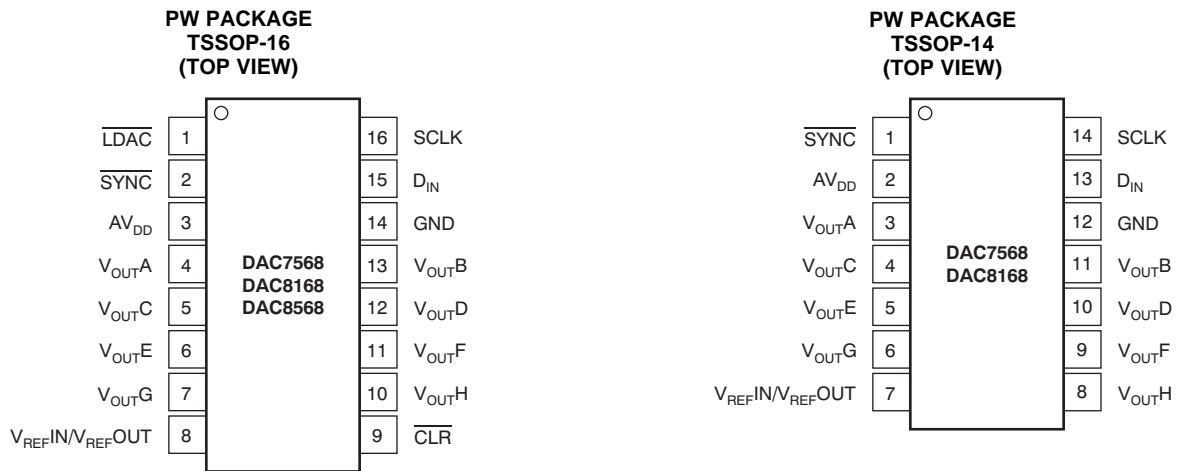 PW PACKAGE
TSSOP-16
(TOP VIEW)
LDAC 1 16 SCLK
SYNC 2 15 DIN
AVDD 3 14 GND
VOUTA 4 13 VOUTB
VOUTC 5 12 VOUTD
VOUTE 6 11 VOUTF
VOUTG 7 10 VOUTH
VREFIN/VREFOUT 8 9 CLR
DAC7568
DAC8168
DAC8568
PW PACKAGE
TSSOP-14
(TOP VIEW)
SYNC 1 14 SCLK
AVDD 2 13 DIN
VOUTA 3 12 GND
VOUTC 4 11 VOUTB
VOUTE 5 10 VOUTD
VOUTG 6 9 VOUTF
VREFIN/VREFOUT 7 8 VOUTH
DAC7568
DAC8168